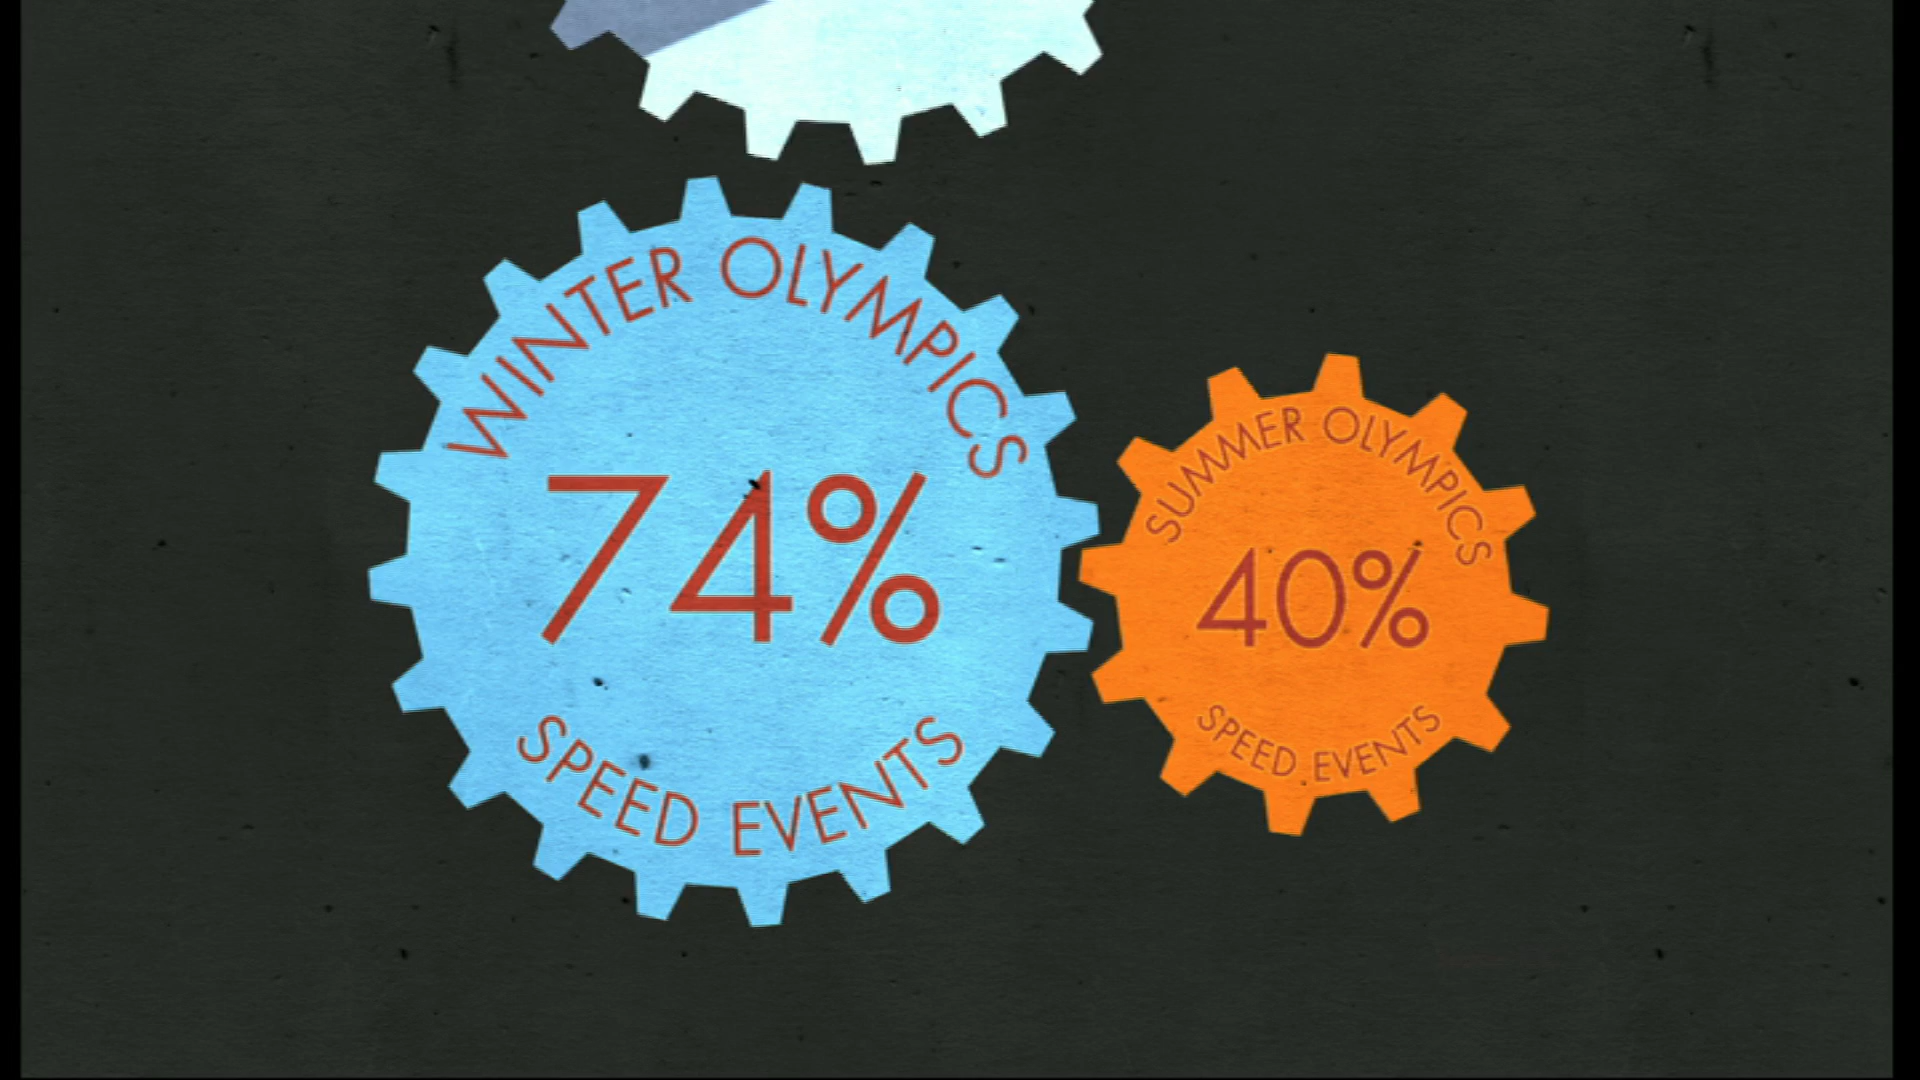 WINTER OLYMPICS
74%
SPEED EVENTS
SUMMER OLYMPICS
40%
SPEED EVENTS